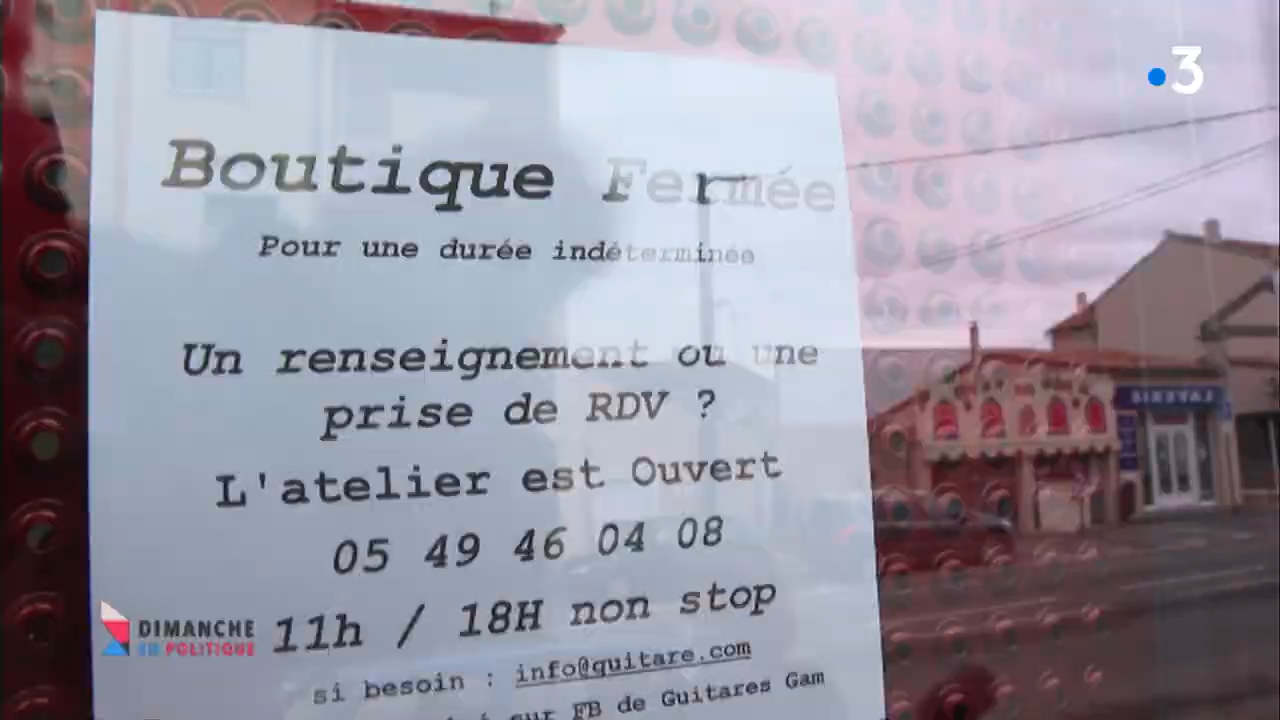 3
Boutique Fermée
Pour une durée indéterminée
Un renseignement ou une
prise de RDV ?
L'atelier est Ouvert
05 49 46 04 08
11h / 18H non stop
DIMANCHE
EN POLITIQUE
si besoin : info@guitare.com
sur FB de Guitares Gam